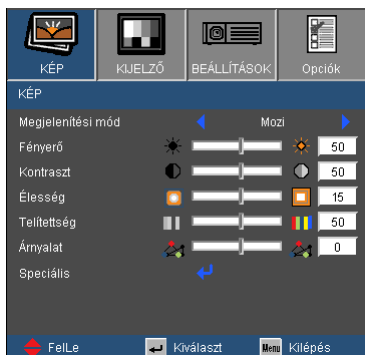 KÉP KIJELZŐ BEÁLLÍTÁSOK Opciók
KÉP
Megjelenítési mód Mozi
Fényerő 50
Kontraszt 50
Élesség 15
Telítettség 50
Árnyalat 0
Speciális
FelLe Kiválaszt Menu Kilépés